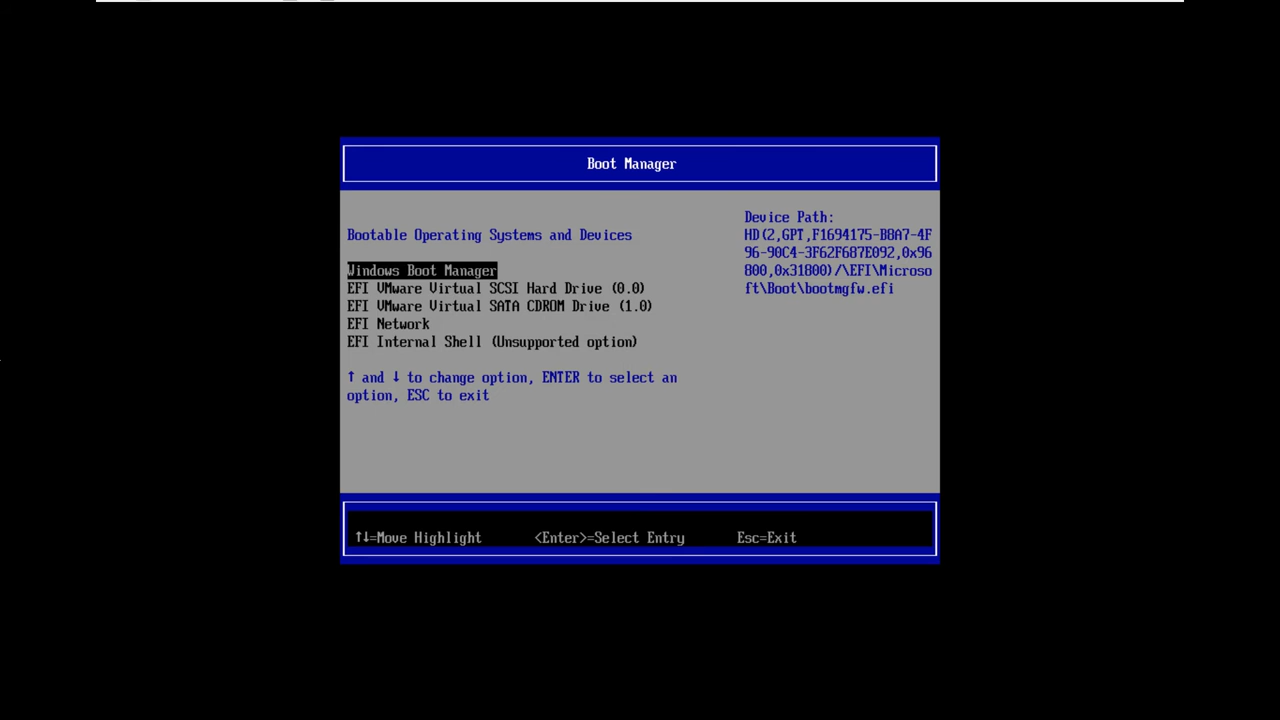 Boot Manager
Bootable Operating Systems and Devices
Windows Boot Manager
EFI VMware Virtual SCSI Hard Drive (0.0)
EFI VMware Virtual SATA CDROM Drive (1.0)
EFI Network
EFI Internal Shell (Unsupported option)
↑ and ↓ to change option, ENTER to select an
option, ESC to exit
Device Path:
HD(2,GPT,F1694175-B8A7-4F
96-90C4-3F62F687E092,0x96
800,0x31800)/\EFI\Microso
ft\Boot\bootmgfw.efi
↑↓=Move Highlight <Enter>=Select Entry Esc=Exit